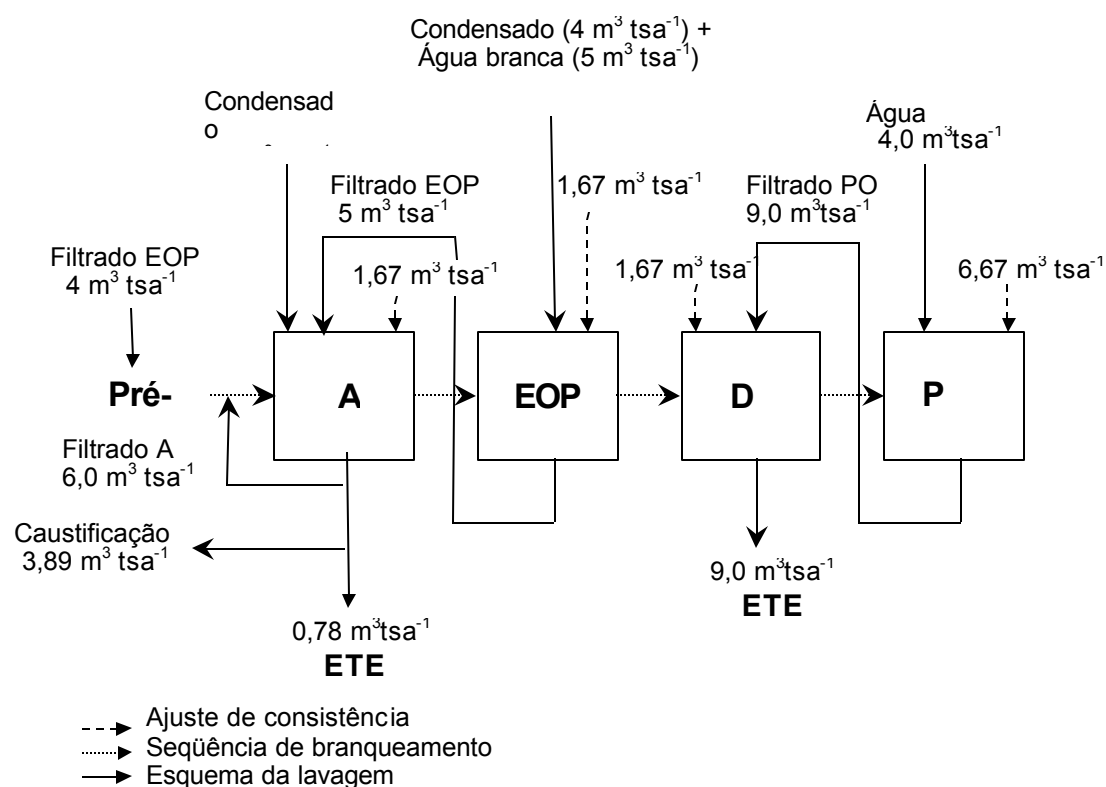 Condensado (4 m³ tsa⁻¹) +
Água branca (5 m³ tsa⁻¹)
Condensad
o
Água
4,0 m³tsa⁻¹
Filtrado EOP
5 m³ tsa⁻¹
1,67 m³ tsa⁻¹
Filtrado PO
9,0 m³tsa⁻¹
Filtrado EOP
4 m³ tsa⁻¹
1,67 m³ tsa⁻¹
1,67 m³ tsa⁻¹
6,67 m³ tsa⁻¹
Pré-
A
EOP
D
P
Filtrado A
6,0 m³ tsa⁻¹
Caustificação
3,89 m³ tsa⁻¹
9,0 m³tsa⁻¹
ETE
0,78 m³tsa⁻¹
ETE
Ajuste de consistência
Seqüência de branqueamento
Esquema da lavagem